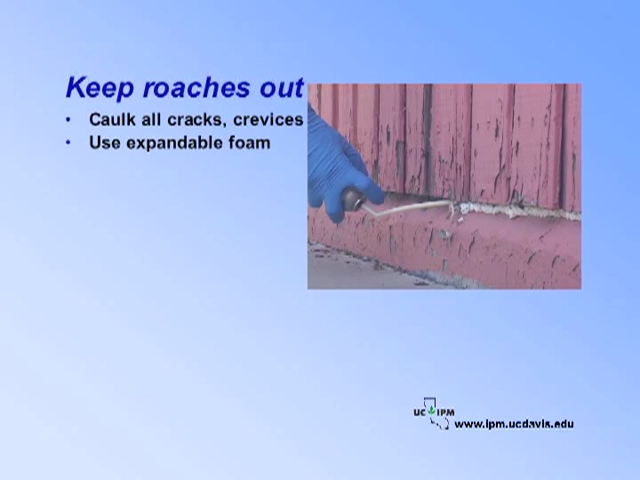 Keep roaches out
• Caulk all cracks, crevices
• Use expandable foam
UC IPM
www.ipm.ucdavis.edu